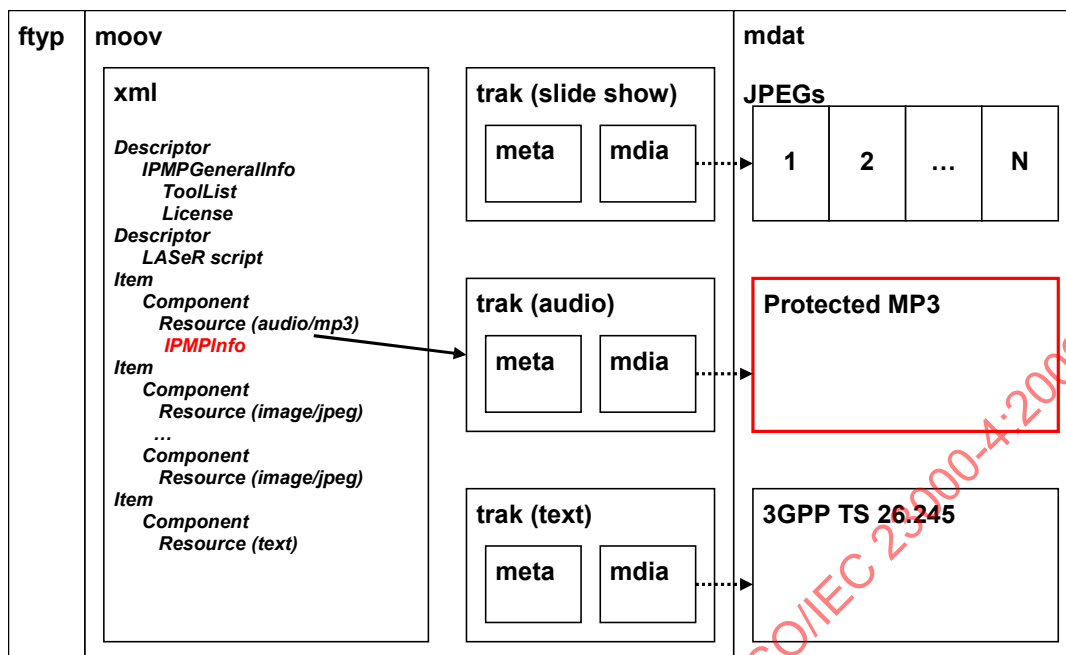 ftyp
moov
mdat
xml
Descriptor
IPMPGeneralInfo
ToolList
License
Descriptor
LASeR script
Item
Component
Resource (audio/mp3)
IPMPInfo
Item
Component
Resource (image/jpeg)
…
Component
Resource (image/jpeg)
Item
Component
Resource (text)
trak (slide show)
meta
mdia
JPEGs
1
2
…
N
trak (audio)
meta
mdia
Protected MP3
trak (text)
meta
mdia
3GPP TS 26.245